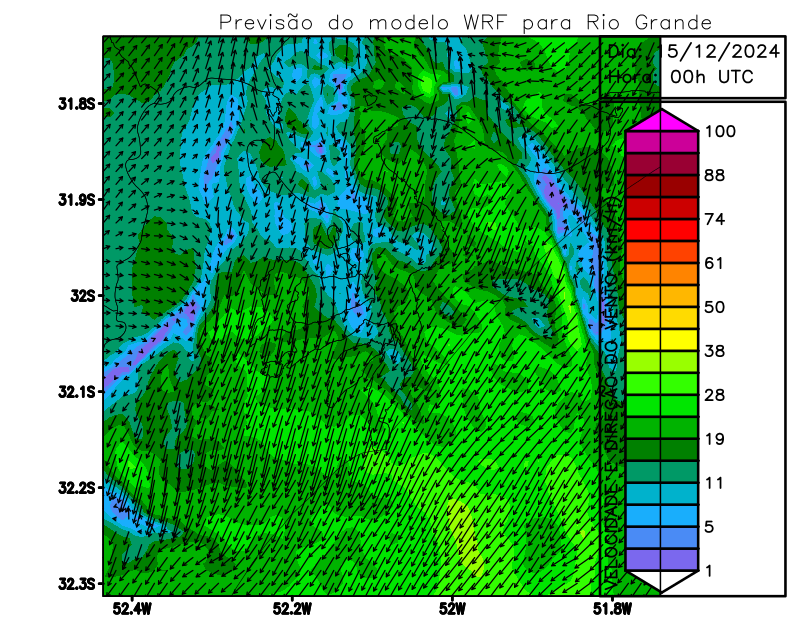 Previsão do modelo WRF para Rio Grande
Dia: 15/12/2024
Hora: 00h UTC
31.8S
31.9S
32S
32.1S
32.2S
32.3S
52.4W
52.2W
52W
51.8W
VELOCIDADE E DIREÇÃO DO VENTO (km/h)
100
88
74
61
50
38
28
19
11
5
1